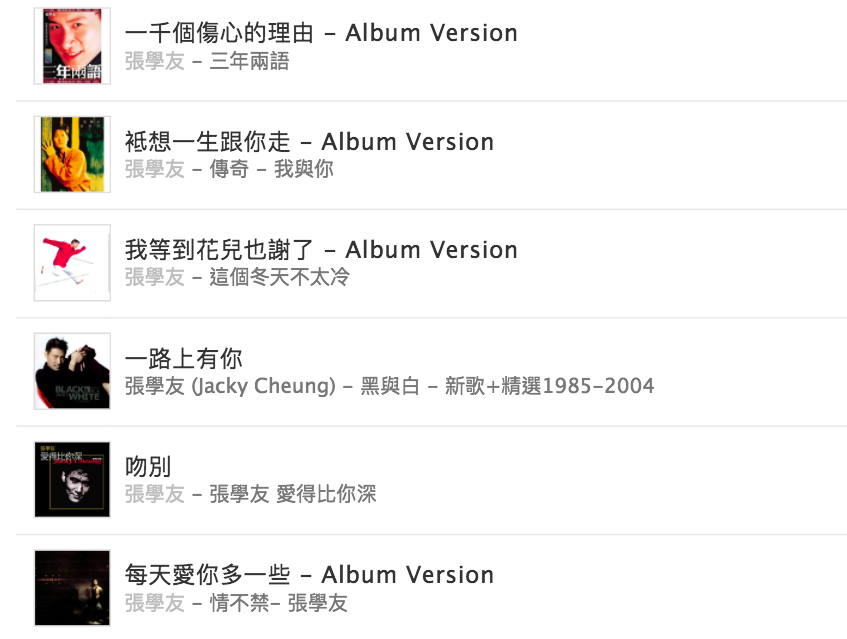 一千個傷心的理由 – Album Version
張學友 – 三年兩語
祗想一生跟你走 – Album Version
張學友 – 傳奇 – 我與你
我等到花兒也謝了 – Album Version
張學友 – 這個冬天不太冷
一路上有你
張學友 (Jacky Cheung) – 黑與白 – 新歌+精選1985–2004
吻別
張學友 – 張學友 愛得比你深
每天愛你多一些 – Album Version
張學友 – 情不禁– 張學友
年兩語
BLACK
WHITE
張學友
愛得比你深
Jacky Cheung